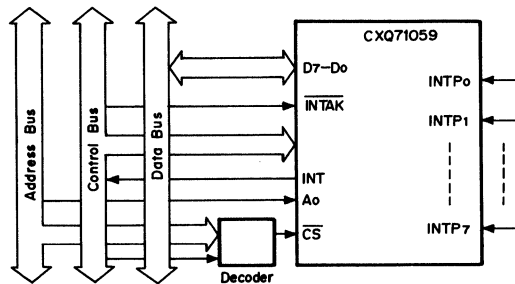 CXQ71059
Address Bus
Control Bus
Data Bus
D7-D0
INTAK
INT
A0
CS
INTP0
INTP1
INTP7
Decoder